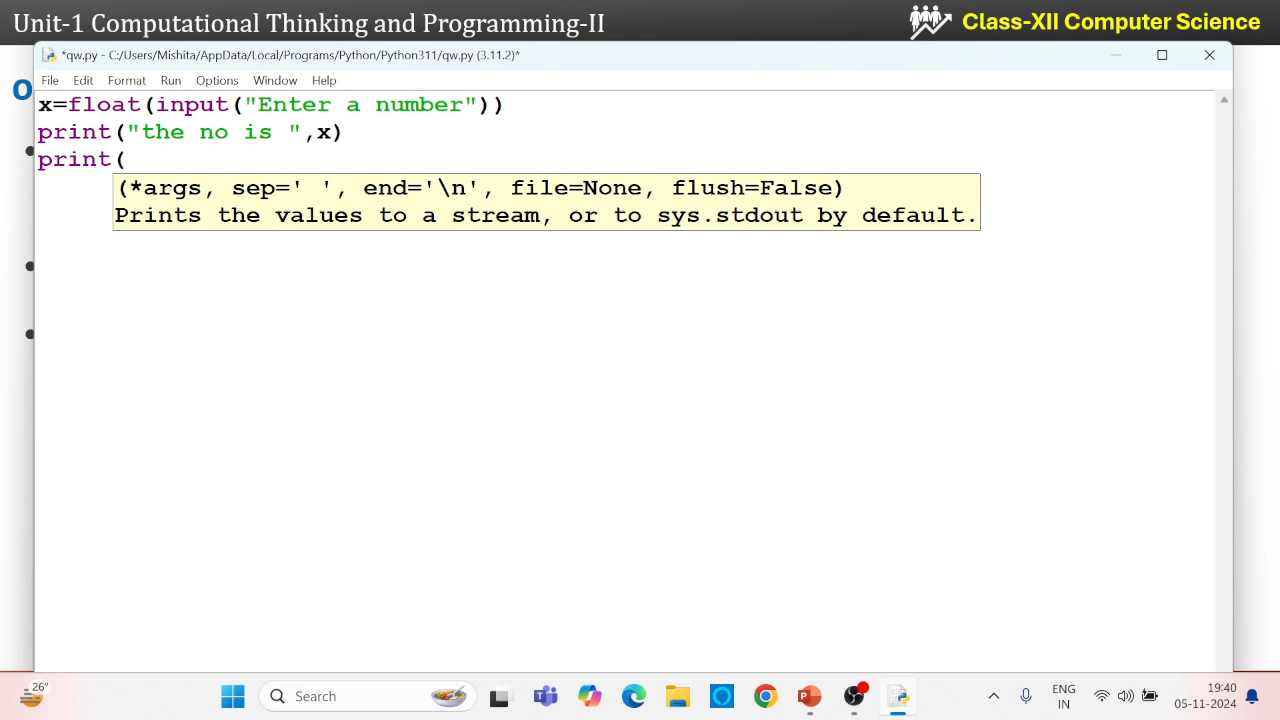 Unit-1 Computational Thinking and Programming-II
Class-XII Computer Science
O
*qw.py - C:/Users/Mishita/AppData/Local/Programs/Python/Python311/qw.py (3.11.2)*
File Edit Format Run Options Window Help
x=float(input("Enter a number"))
print("the no is ",x)
print(
(*args, sep=' ', end='\n', file=None, flush=False)
Prints the values to a stream, or to sys.stdout by default.
26°
Search
ENG
IN
19:40
05-11-2024